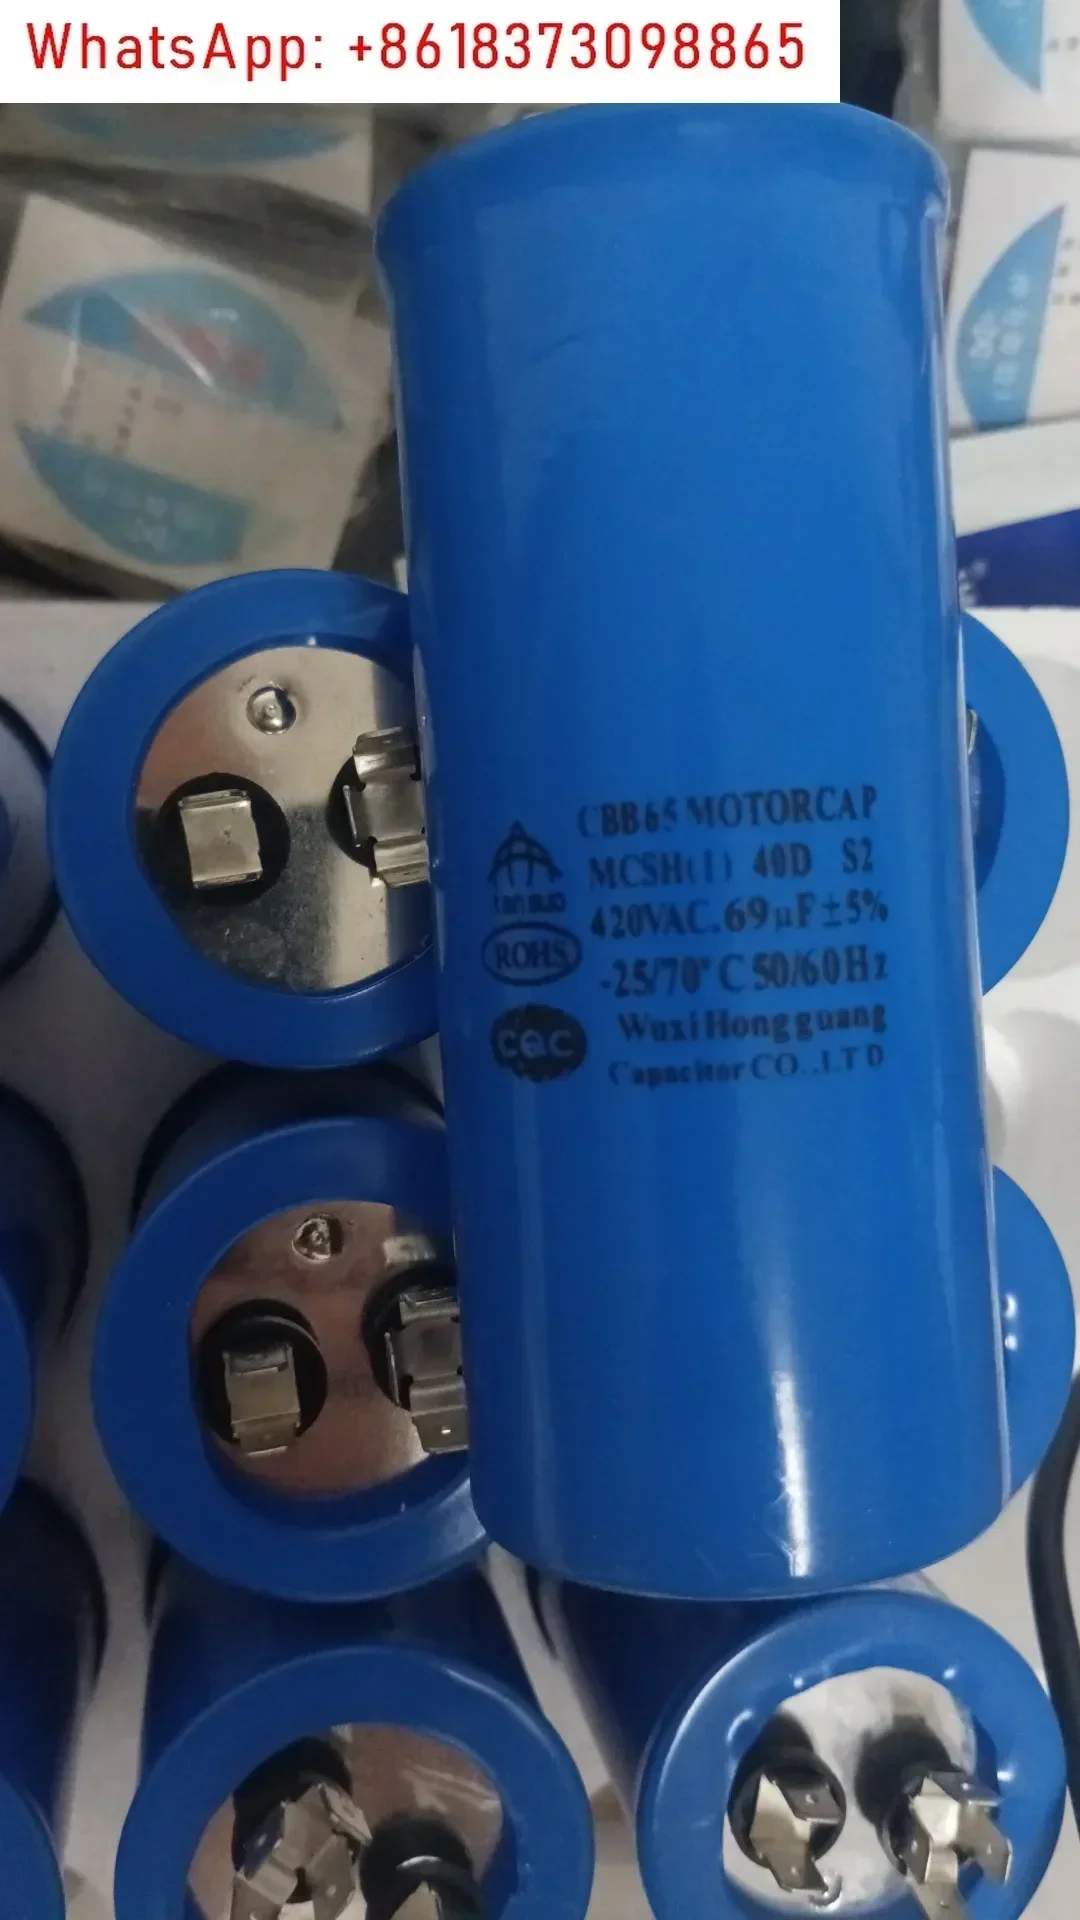 WhatsApp: +8618373098865
CBB65 MOTORCAP
MCSH(1) 40D S2
420VAC.69μF±5%
ROHS
-25/70°C 50/60Hz
CQC
Wuxi Hongguang
Capacitor CO.,LTD